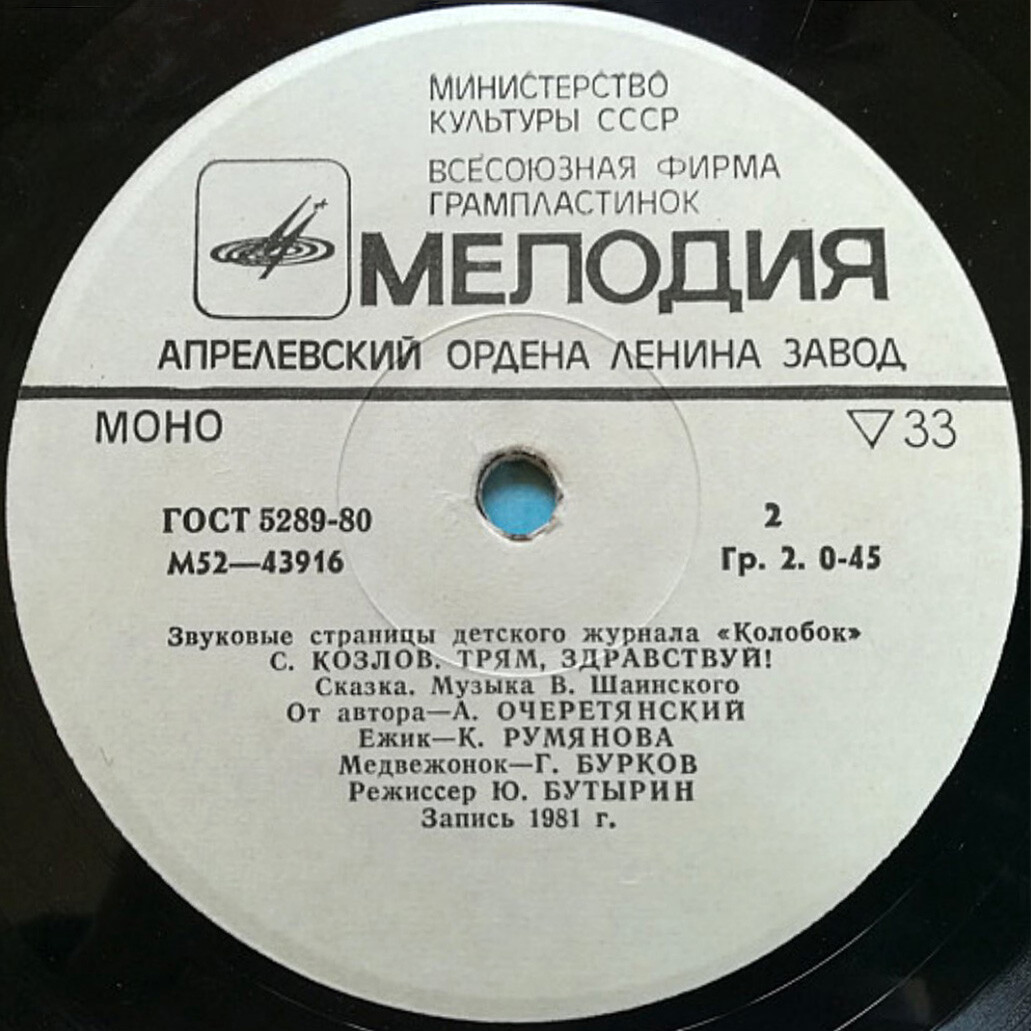 МИНИСТЕРСТВО
КУЛЬТУРЫ СССР
ВСЕСОЮЗНАЯ ФИРМА
ГРАМПЛАСТИНОК
МЕЛОДИЯ
АПРЕЛЕВСКИЙ ОРДЕНА ЛЕНИНА ЗАВОД
МОНО ▽33
ГОСТ 5289-80 2
М52—43916 Гр. 2. 0-45
Звуковые страницы детского журнала «Колобок»
С. КОЗЛОВ. ТРЯМ, ЗДРАВСТВУЙ!
Сказка. Музыка В. Шаинского
От автора—А. ОЧЕРЕТЯНСКИЙ
Ежик—К. РУМЯНОВА
Медвежонок—Г. БУРКОВ
Режиссер Ю. БУТЫРИН
Запись 1981 г.